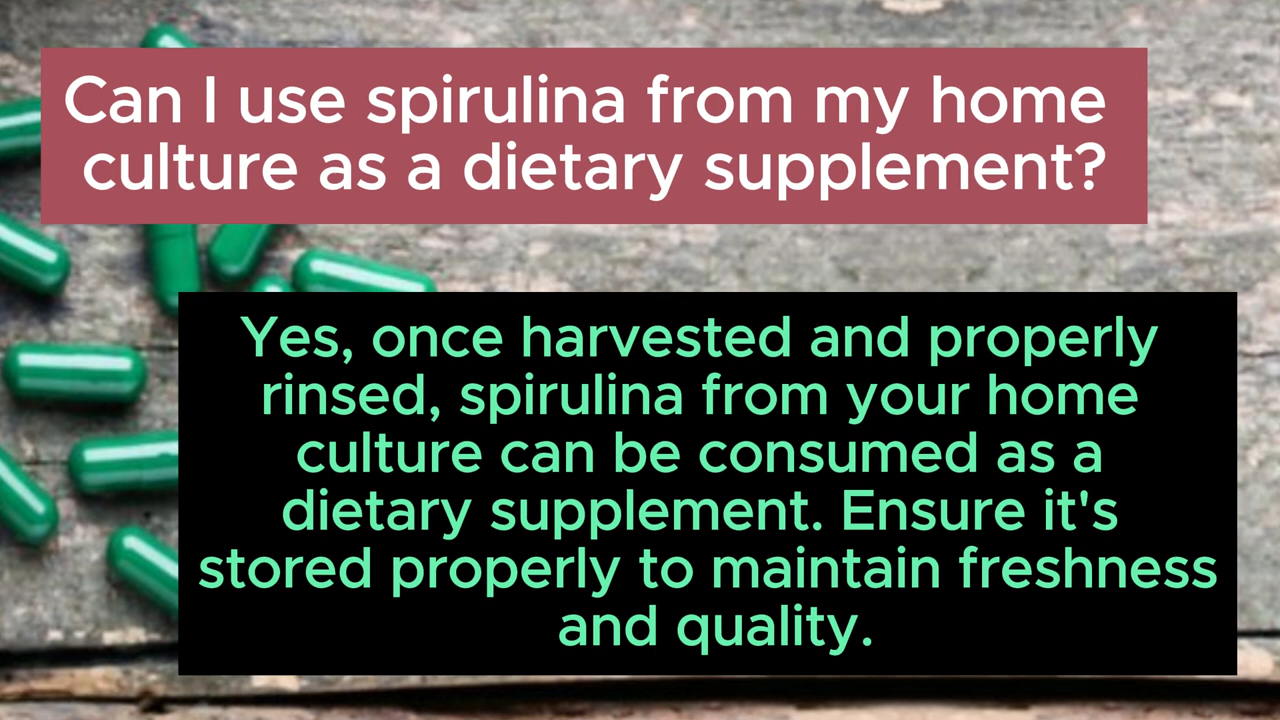 Can I use spirulina from my home
culture as a dietary supplement?
Yes, once harvested and properly
rinsed, spirulina from your home
culture can be consumed as a
dietary supplement. Ensure it's
stored properly to maintain freshness
and quality.